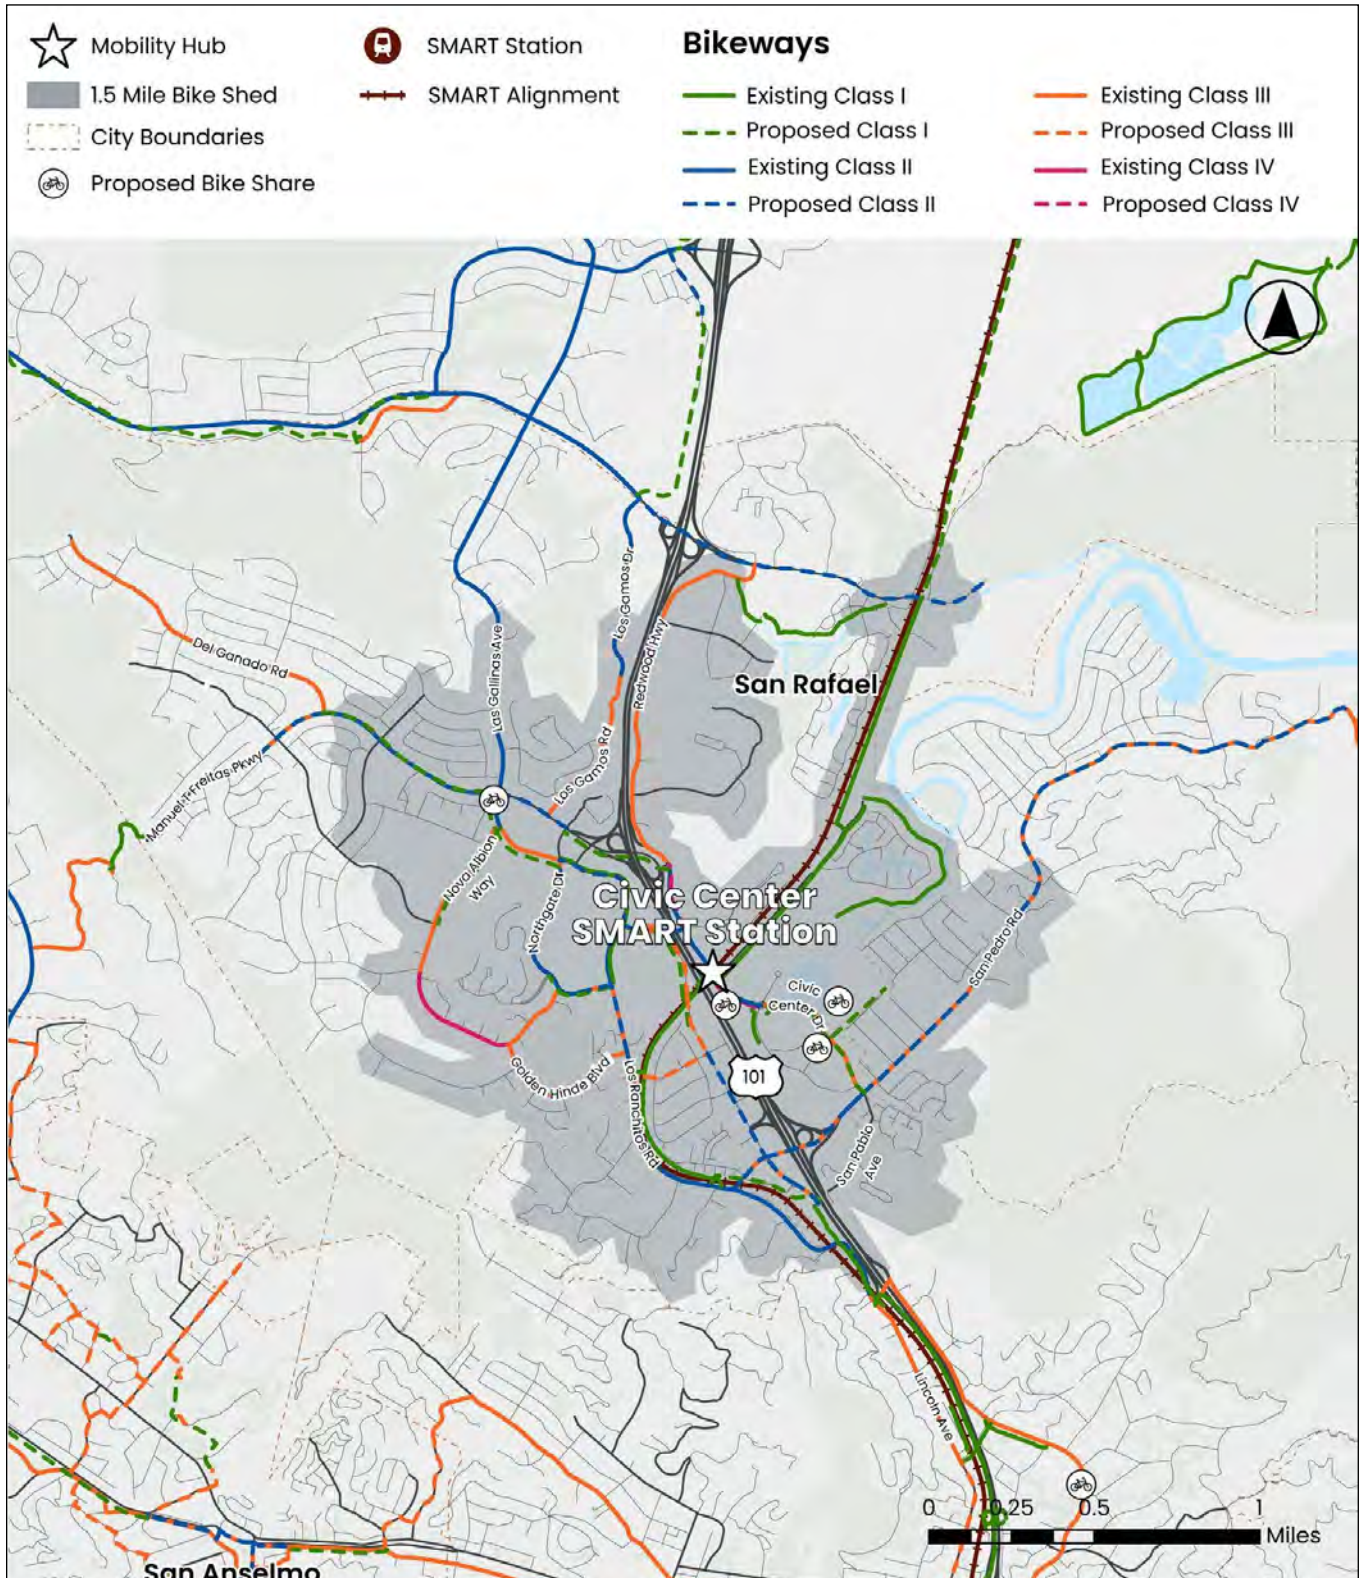 Mobility Hub
1.5 Mile Bike Shed
City Boundaries
Proposed Bike Share
SMART Station
SMART Alignment
Bikeways
Existing Class I
Proposed Class I
Existing Class II
Proposed Class II
Existing Class III
Proposed Class III
Existing Class IV
Proposed Class IV
Los Gamos Dr
Redwood Hwy
Las Gallinas Ave
Del Ganado Rd
San Rafael
Manuel T Freitas Pkwy
Los Gamos Rd
Nova Albion
Way
Northgate Dr
Civic Center
SMART Station
San Pedro Rd
Civic
Center Dr
101
Golden Hinde Blvd
Los Ranchitos Rd
San Pablo
Ave
Lincoln Ave
0 0.25 0.5 1
Miles
San Anselmo